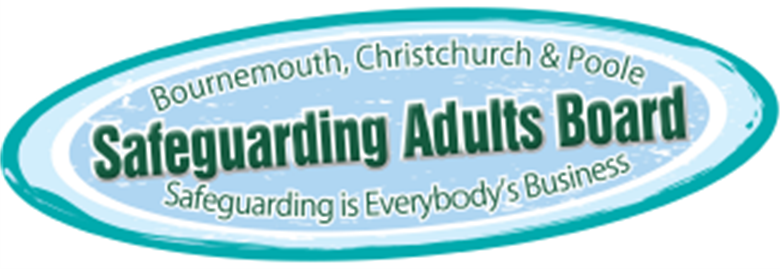 Bournemouth, Christchurch & Poole
Safeguarding Adults Board
Safeguarding is Everybody's Business